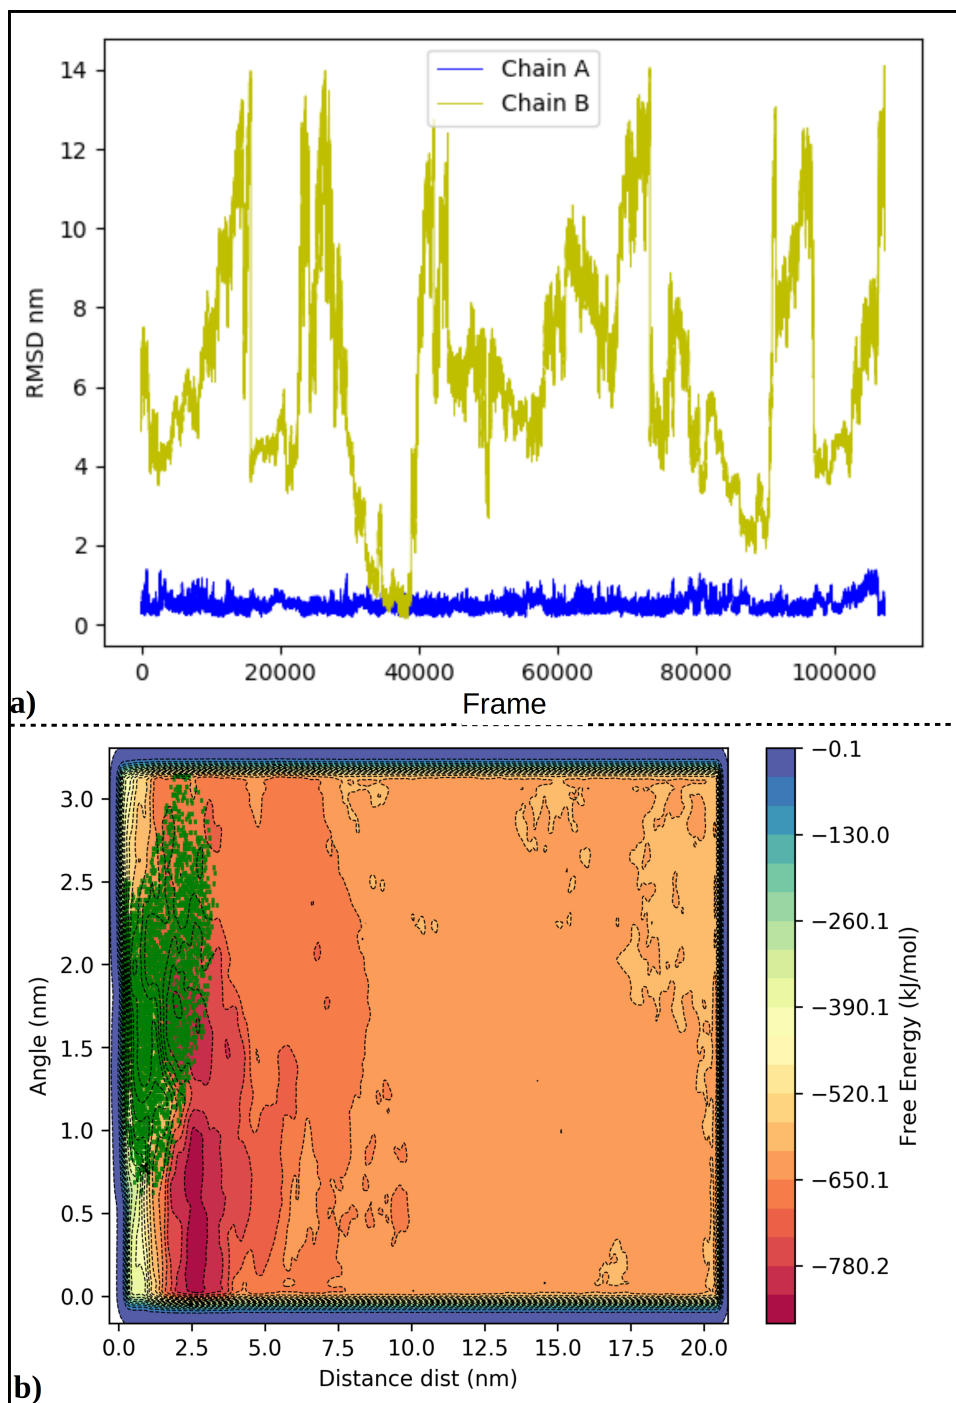 14
12
10
8
6
4
2
0
RMSD nm
Chain A
Chain B
0 20000 40000 60000 80000 100000
a) Frame
3.0
2.5
2.0
1.5
1.0
0.5
0.0
Angle (nm)
0.0 2.5 5.0 7.5 10.0 12.5 15.0 17.5 20.0
Distance dist (nm)
−0.1
−130.0
−260.1
−390.1
−520.1
−650.1
−780.2
Free Energy (kJ/mol)
b)